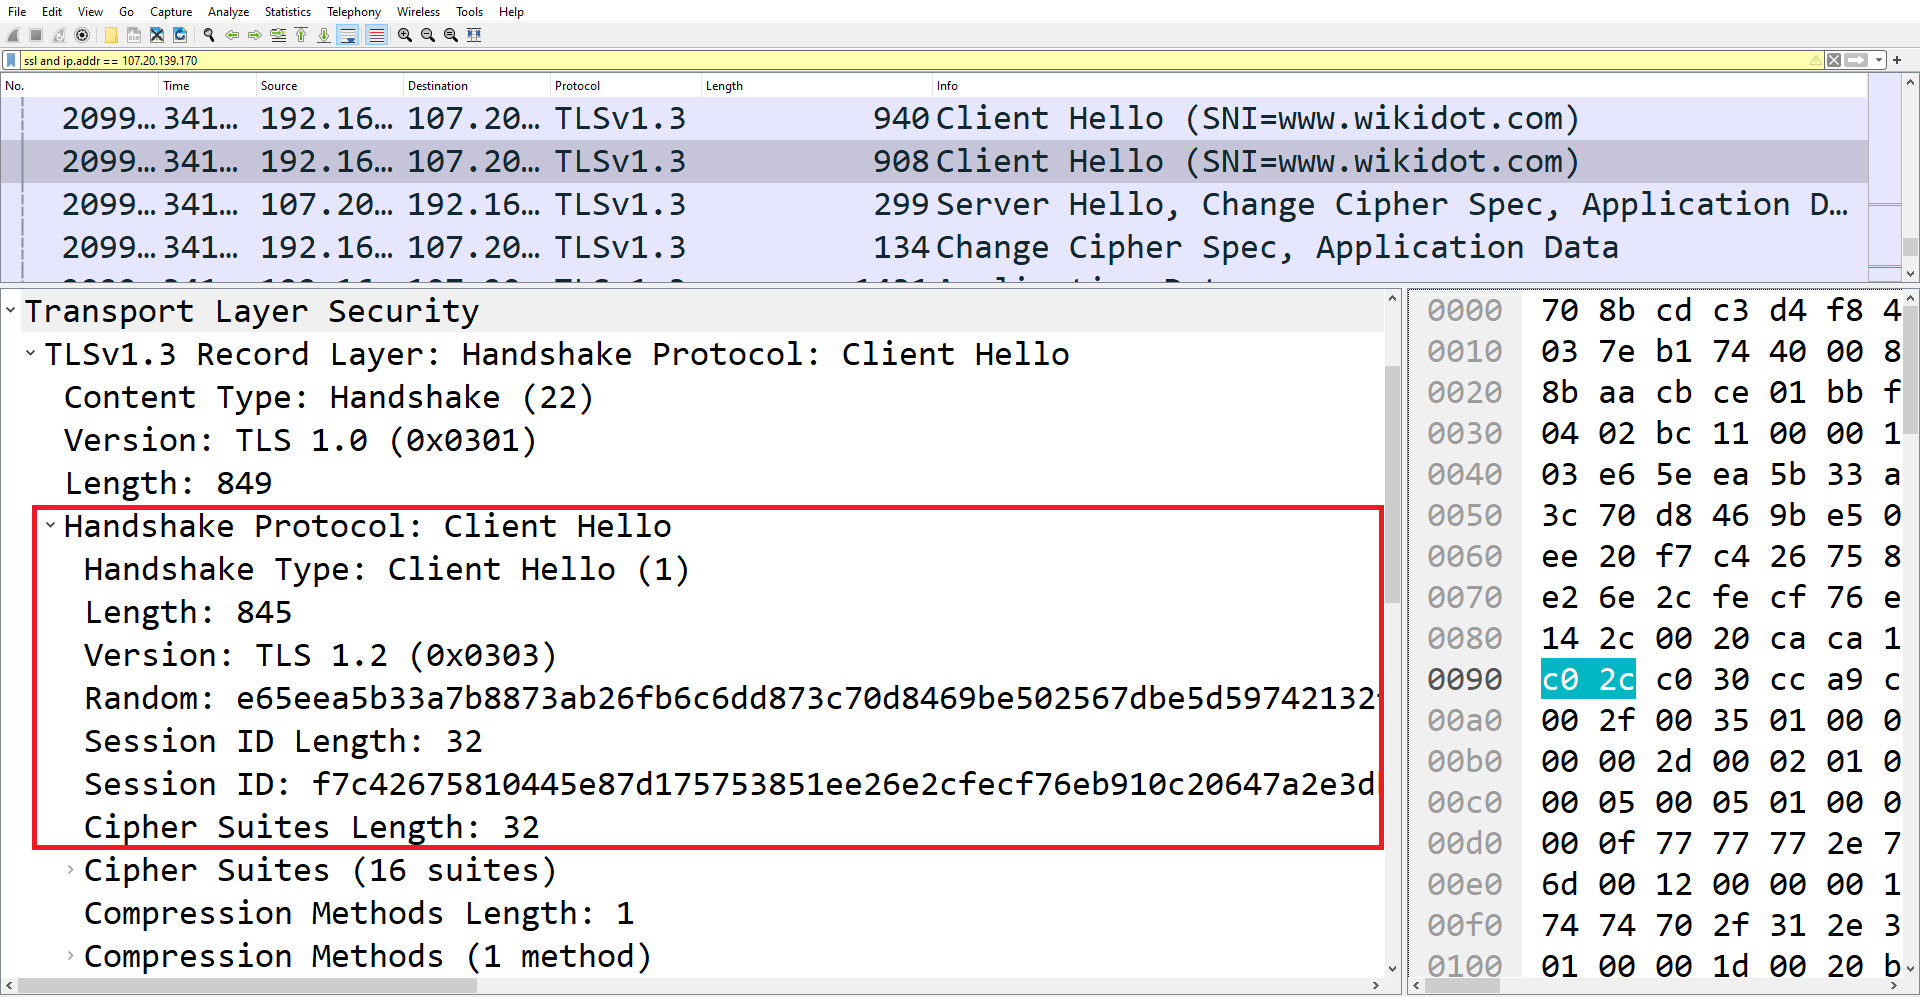 File Edit View Go Capture Analyze Statistics Telephony Wireless Tools Help
ssl and ip.addr == 107.20.139.170
No. Time Source Destination Protocol Length Info
2099… 341… 192.16… 107.20… TLSv1.3 940 Client Hello (SNI=www.wikidot.com)
2099… 341… 192.16… 107.20… TLSv1.3 908 Client Hello (SNI=www.wikidot.com)
2099… 341… 107.20… 192.16… TLSv1.3 299 Server Hello, Change Cipher Spec, Application D…
2099… 341… 192.16… 107.20… TLSv1.3 134 Change Cipher Spec, Application Data
Transport Layer Security
TLSv1.3 Record Layer: Handshake Protocol: Client Hello
Content Type: Handshake (22)
Version: TLS 1.0 (0x0301)
Length: 849
Handshake Protocol: Client Hello
Handshake Type: Client Hello (1)
Length: 845
Version: TLS 1.2 (0x0303)
Random: e65eea5b33a7b8873ab26fb6c6dd873c70d8469be502567dbe5d59742132
Session ID Length: 32
Session ID: f7c42675810445e87d175753851ee26e2cfecf76eb910c20647a2e3d
Cipher Suites Length: 32
Cipher Suites (16 suites)
Compression Methods Length: 1
Compression Methods (1 method)
0000 70 8b cd c3 d4 f8 4
0010 03 7e b1 74 40 00 8
0020 8b aa cb ce 01 bb f
0030 04 02 bc 11 00 00 1
0040 03 e6 5e ea 5b 33 a
0050 3c 70 d8 46 9b e5 0
0060 ee 20 f7 c4 26 75 8
0070 e2 6e 2c fe cf 76 e
0080 14 2c 00 20 ca ca 1
0090 c0 2c c0 30 cc a9 c
00a0 00 2f 00 35 01 00 0
00b0 00 00 2d 00 02 01 0
00c0 00 05 00 05 01 00 0
00d0 00 0f 77 77 77 2e 7
00e0 6d 00 12 00 00 00 1
00f0 74 74 70 2f 31 2e 3
0100 01 00 00 1d 00 20 b